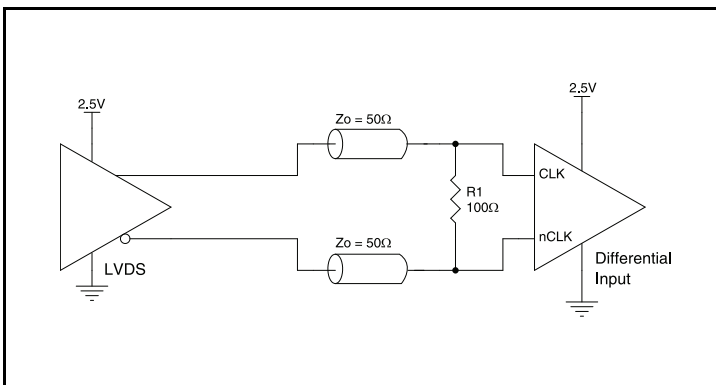 2.5V
2.5V
Zo = 50Ω
CLK
R1
100Ω
nCLK
Zo = 50Ω
LVDS
Differential
Input